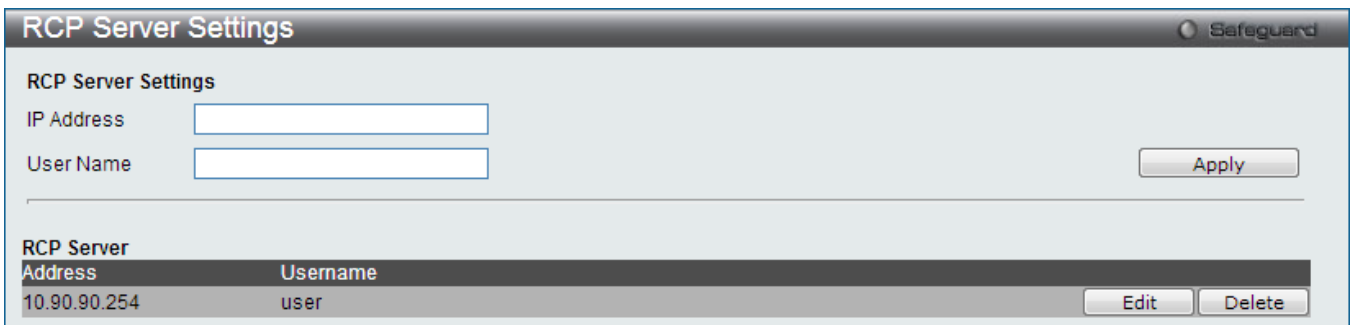 RCP Server Settings Safeguard
RCP Server Settings
IP Address
User Name Apply
RCP Server
Address Username
10.90.90.254 user Edit Delete